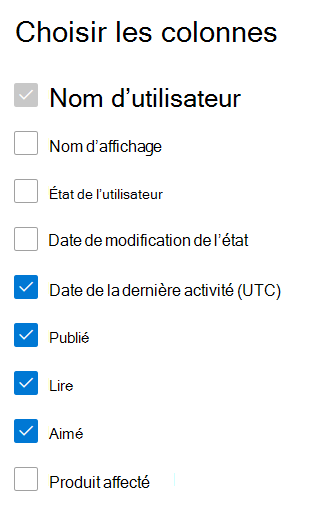 Choisir les colonnes
Nom d’utilisateur
Nom d’affichage
État de l’utilisateur
Date de modification de l’état
Date de la dernière activité (UTC)
Publié
Lire
Aimé
Produit affecté